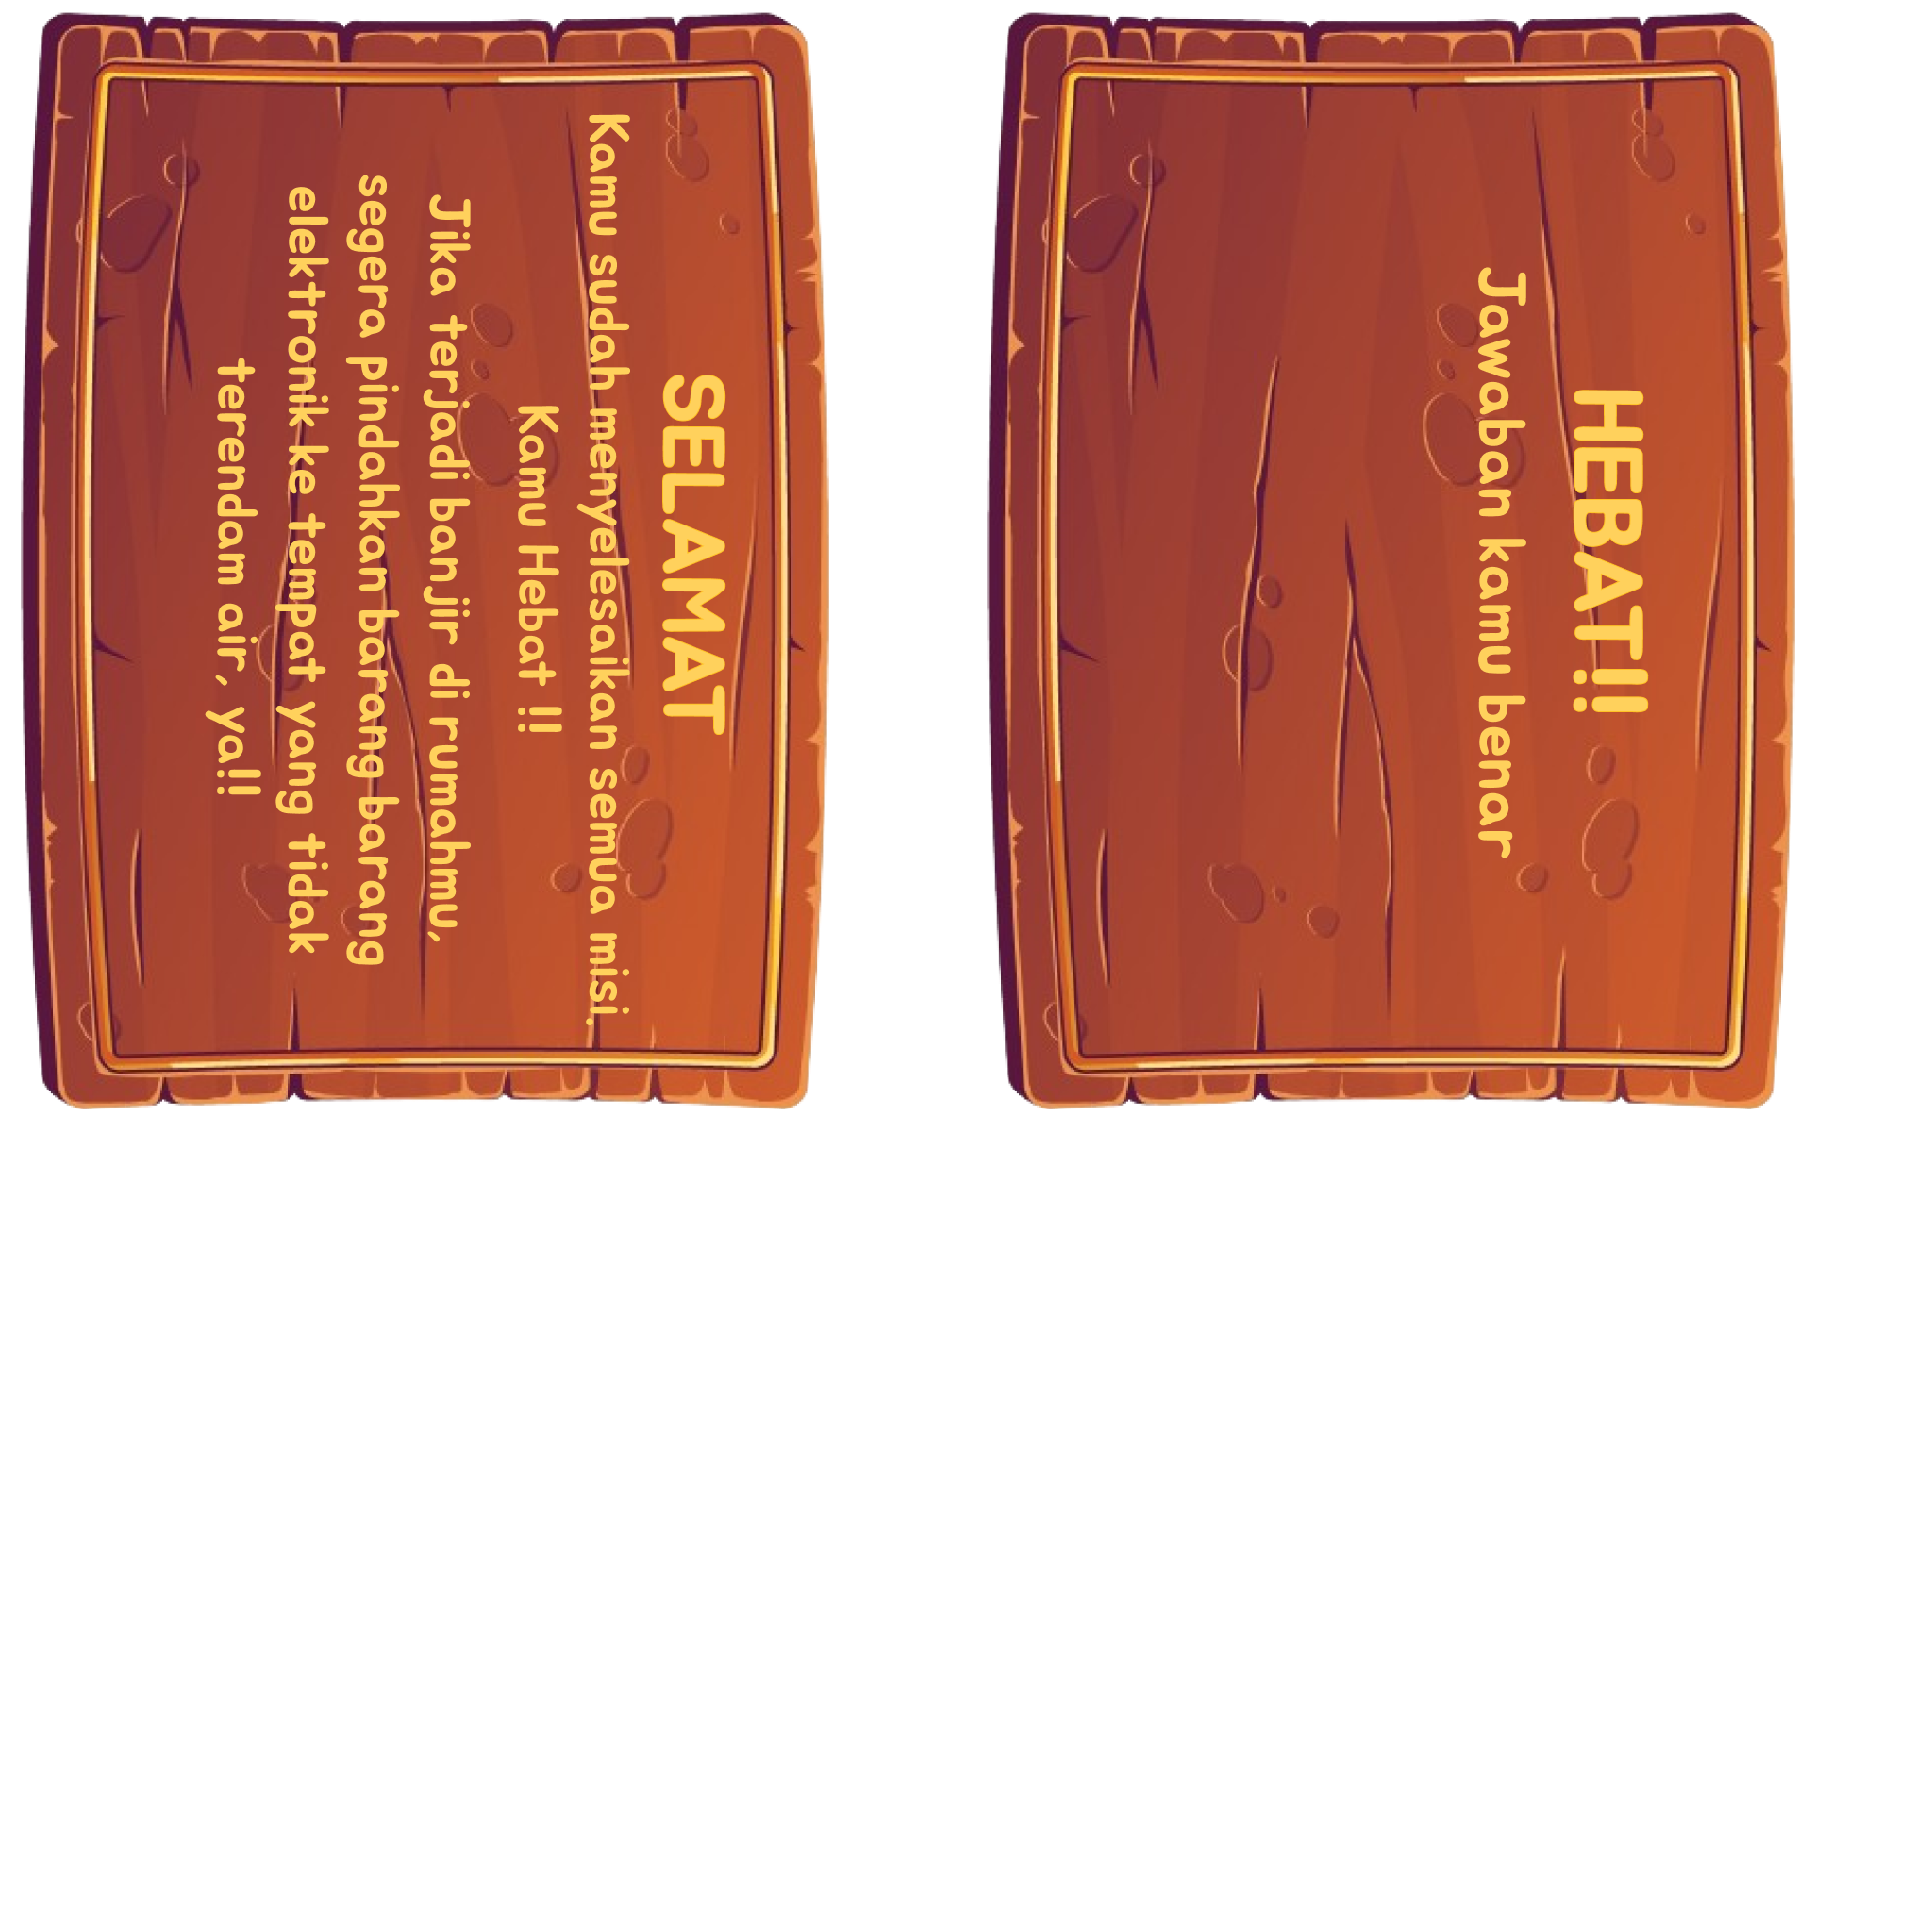 SELAMAT
Kamu sudah menyelesaikan semua misi.
Kamu Hebat !!!
Jika terjadi banjir di rumahmu,
segera pindahkan barang-barang
elektronik ke tempat yang tidak
terendam air, ya!!
HEBAT!!!
Jawaban kamu benar